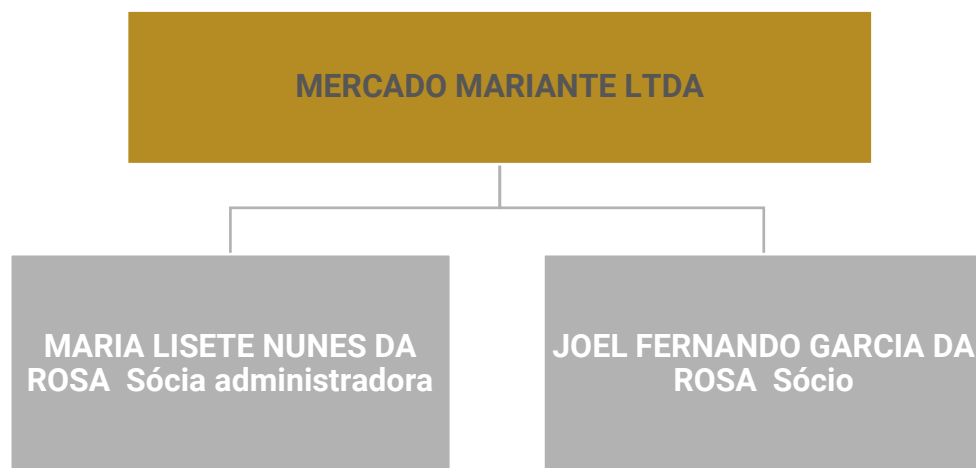 MERCADO MARIANTE LTDA
MARIA LISETE NUNES DA
ROSA  Sócia administradora
JOEL FERNANDO GARCIA DA
ROSA  Sócio